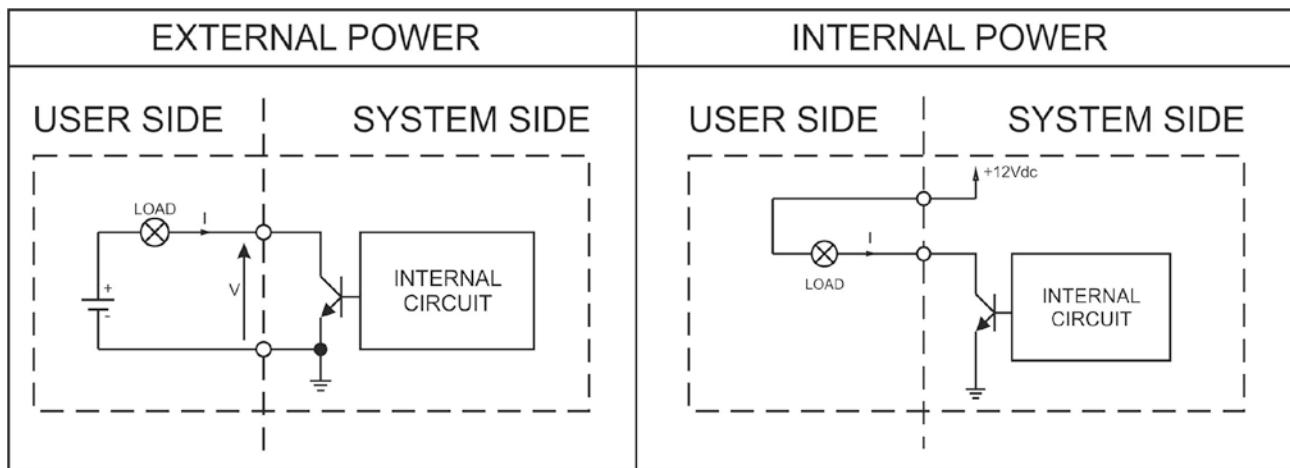 EXTERNAL POWER
USER SIDE
SYSTEM SIDE
LOAD
I
+
-
V
INTERNAL
CIRCUIT
INTERNAL POWER
USER SIDE
SYSTEM SIDE
+12Vdc
I
LOAD
INTERNAL
CIRCUIT